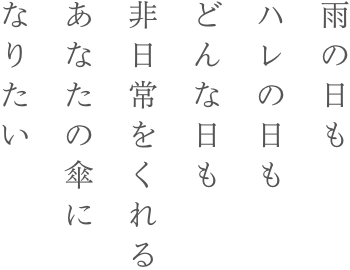 雨の日も
ハレの日も
どんな日も
非日常をくれる
あなたの傘に
なりたい